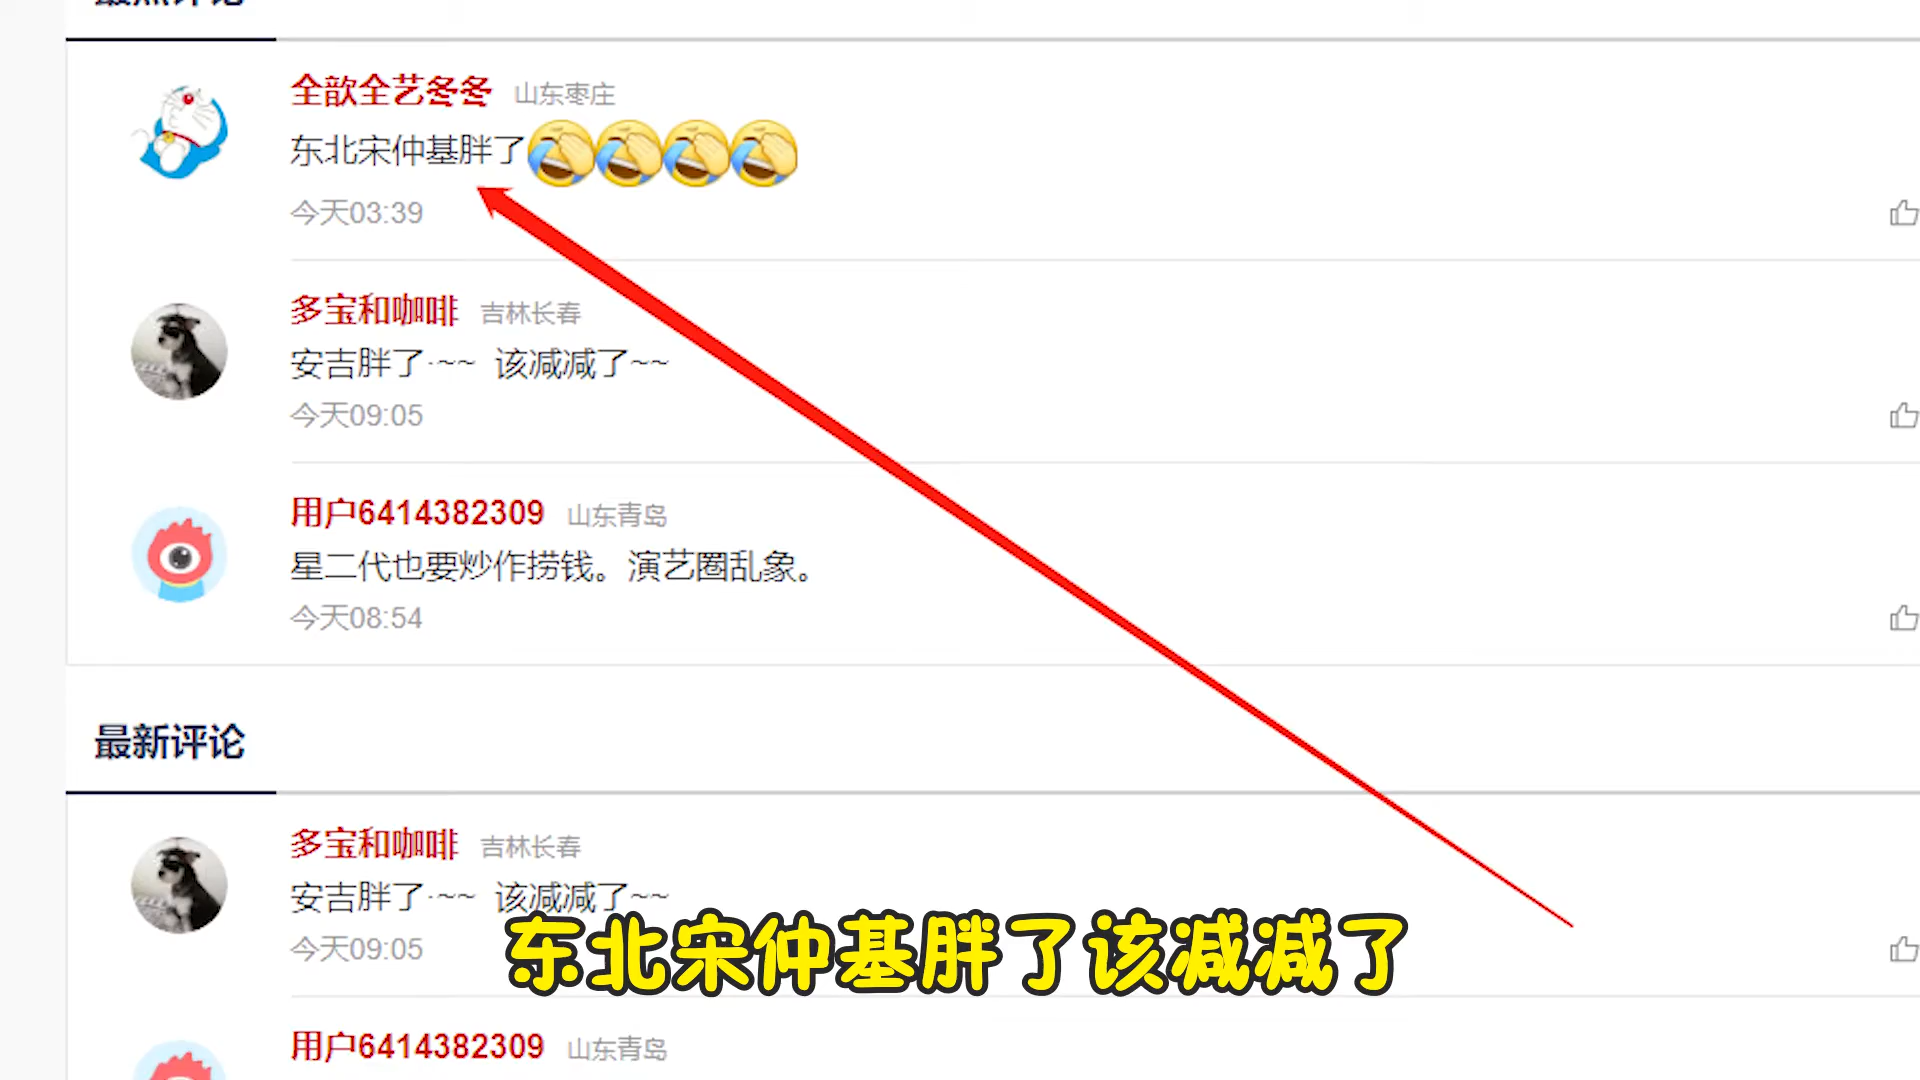 最热评论
全歆全艺冬冬 山东枣庄
东北宋仲基胖了
今天03:39
多宝和咖啡 吉林长春
安吉胖了·~~ 该减减了~~
今天09:05
用户6414382309 山东青岛
星二代也要炒作捞钱。演艺圈乱象。
今天08:54
最新评论
多宝和咖啡 吉林长春
安吉胖了·~~ 该减减了~~
今天09:05
东北宋仲基胖了该减减了
用户6414382309 山东青岛